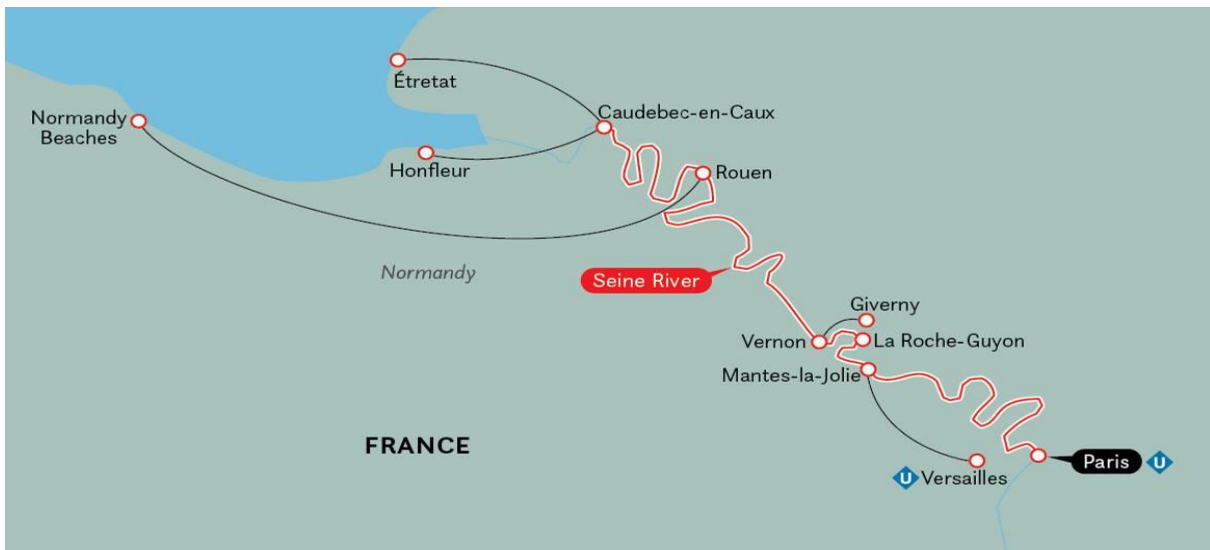 Étretat
Normandy
Beaches
Caudebec-en-Caux
Honfleur
Rouen
Normandy
Seine River
Giverny
Vernon
La Roche-Guyon
Mantes-la-Jolie
FRANCE
Paris
U
U
Versailles